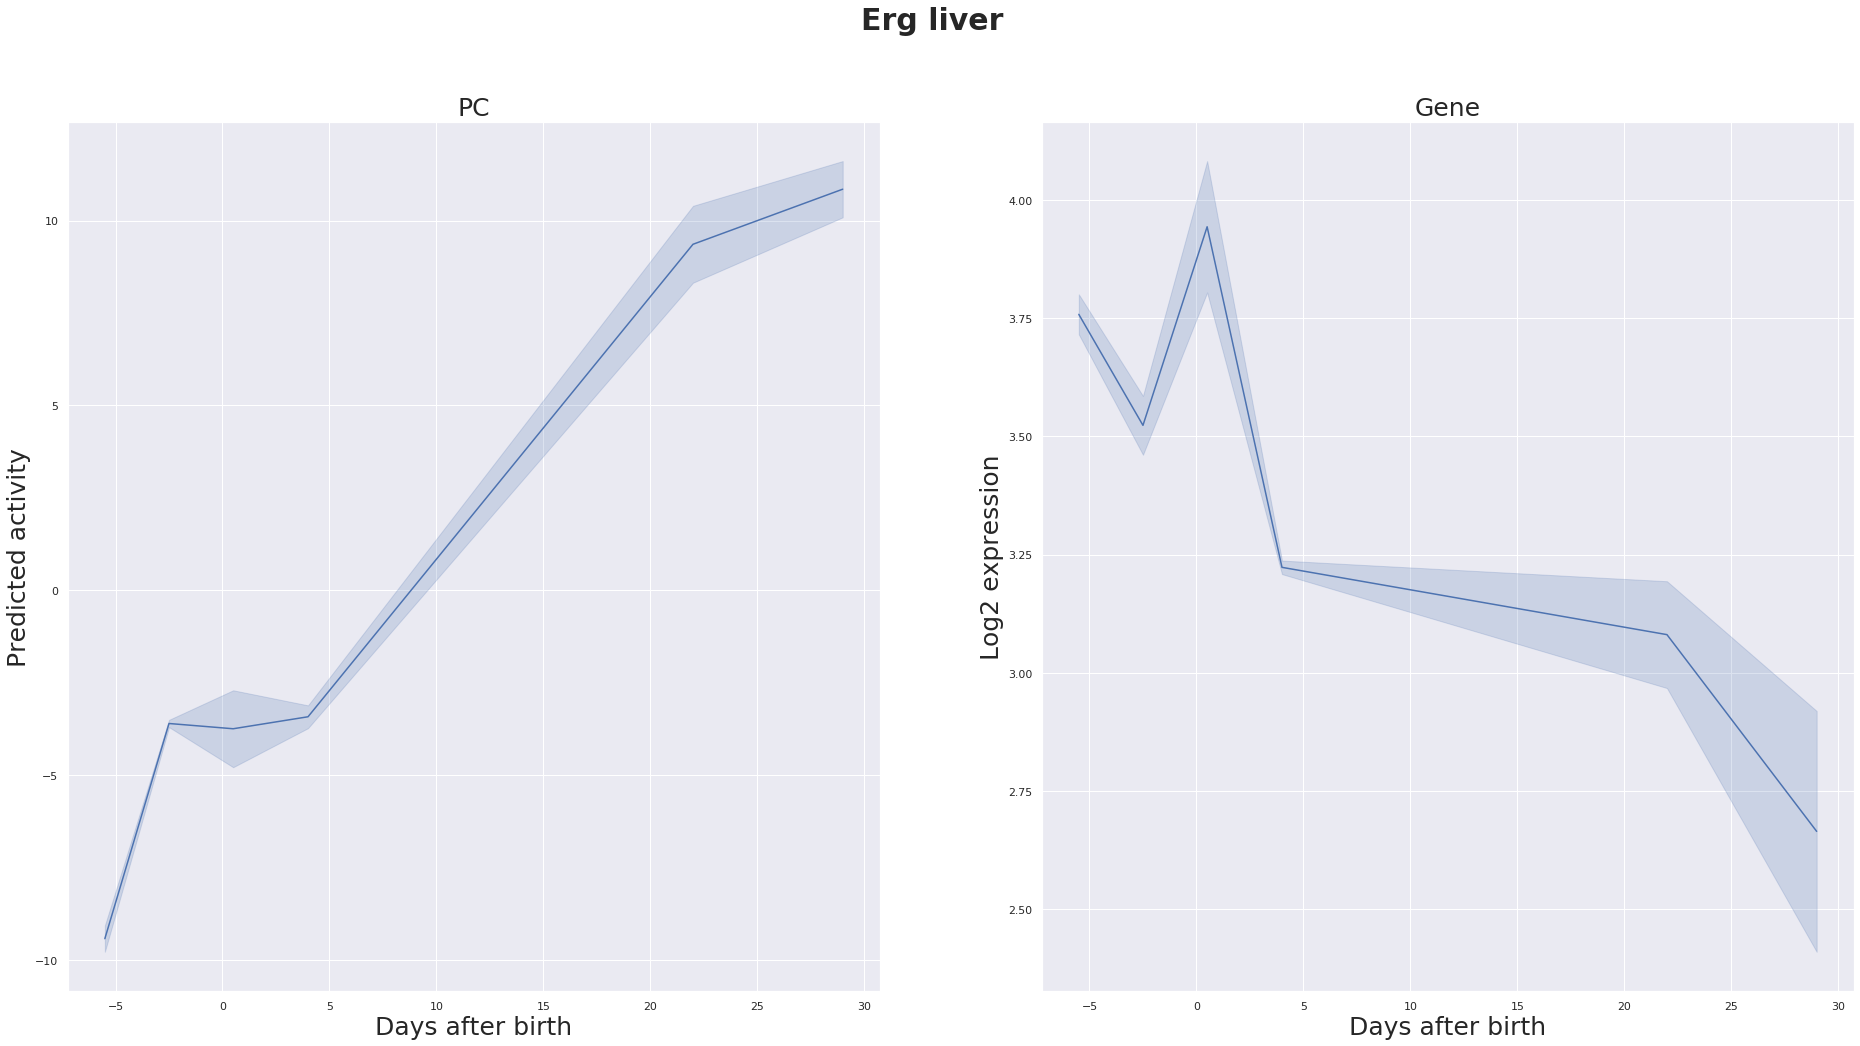 Erg liver
PC
Predicted activity
10
5
0
−5
−10
−5 0 5 10 15 20 25 30
Days after birth
Gene
Log2 expression
4.00
3.75
3.50
3.25
3.00
2.75
2.50
−5 0 5 10 15 20 25 30
Days after birth